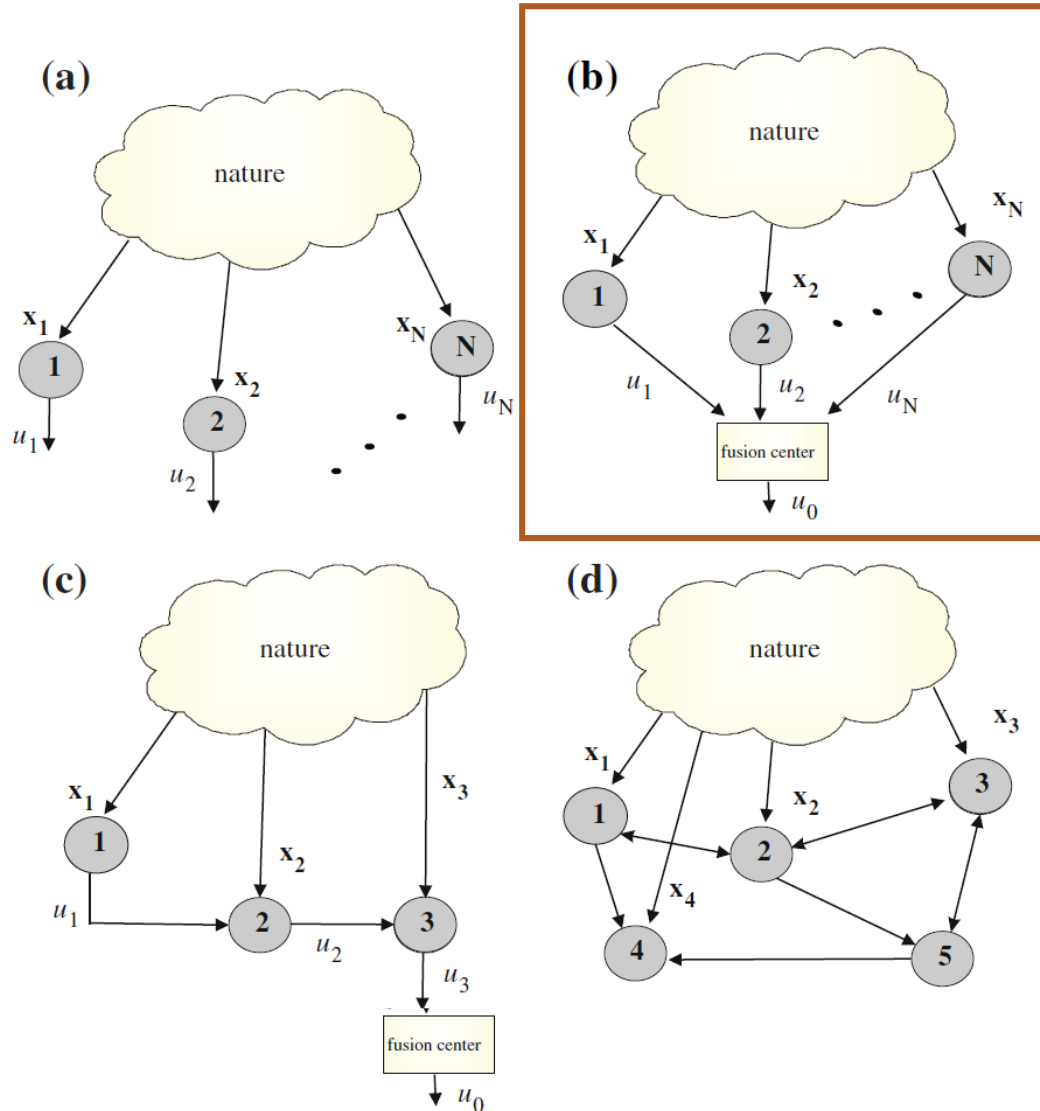 (a)
nature
x1
x2
xN
1
2
N
u1
u2
uN
(b)
nature
x1
x2
xN
1
2
N
u1
u2
uN
fusion center
u0
(c)
nature
x1
x2
x3
1
2
3
u1
u2
u3
fusion center
u0
(d)
nature
x1
x2
x3
x4
1
2
3
4
5